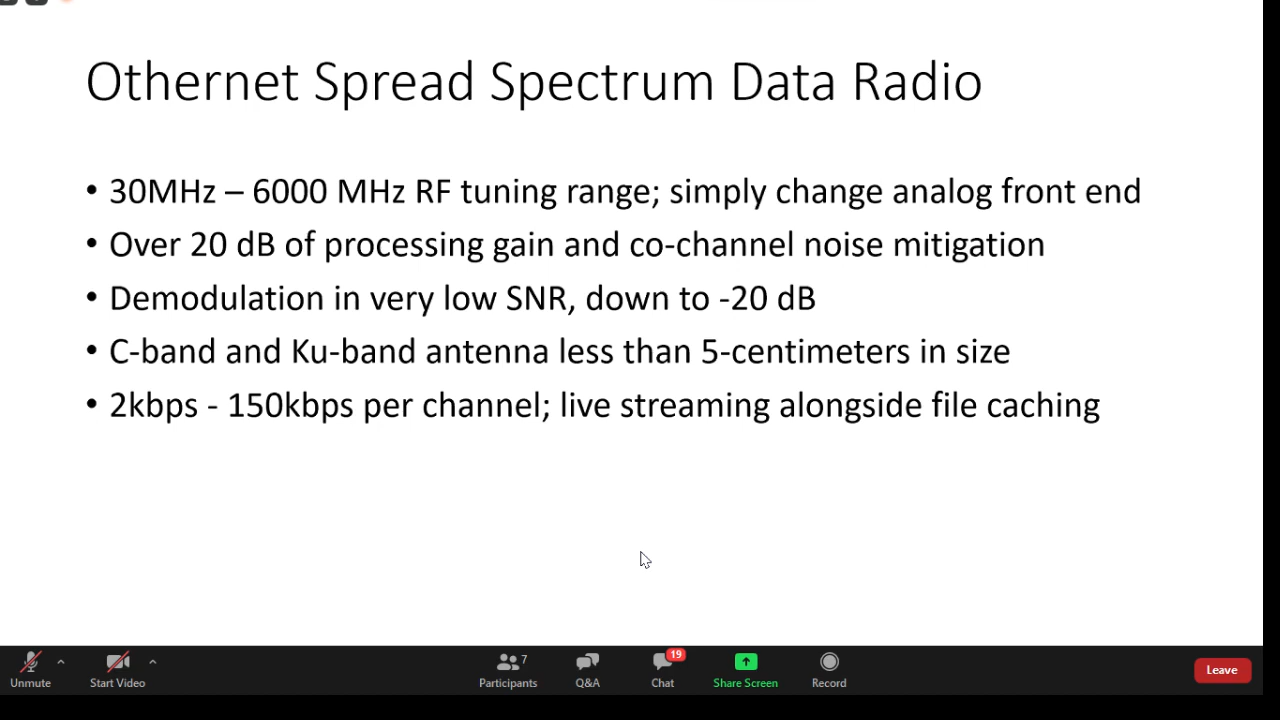 Othernet Spread Spectrum Data Radio
• 30MHz – 6000 MHz RF tuning range; simply change analog front end
• Over 20 dB of processing gain and co-channel noise mitigation
• Demodulation in very low SNR, down to -20 dB
• C-band and Ku-band antenna less than 5-centimeters in size
• 2kbps - 150kbps per channel; live streaming alongside file caching
7 19
Unmute Start Video Participants Q&A Chat Share Screen Record Leave